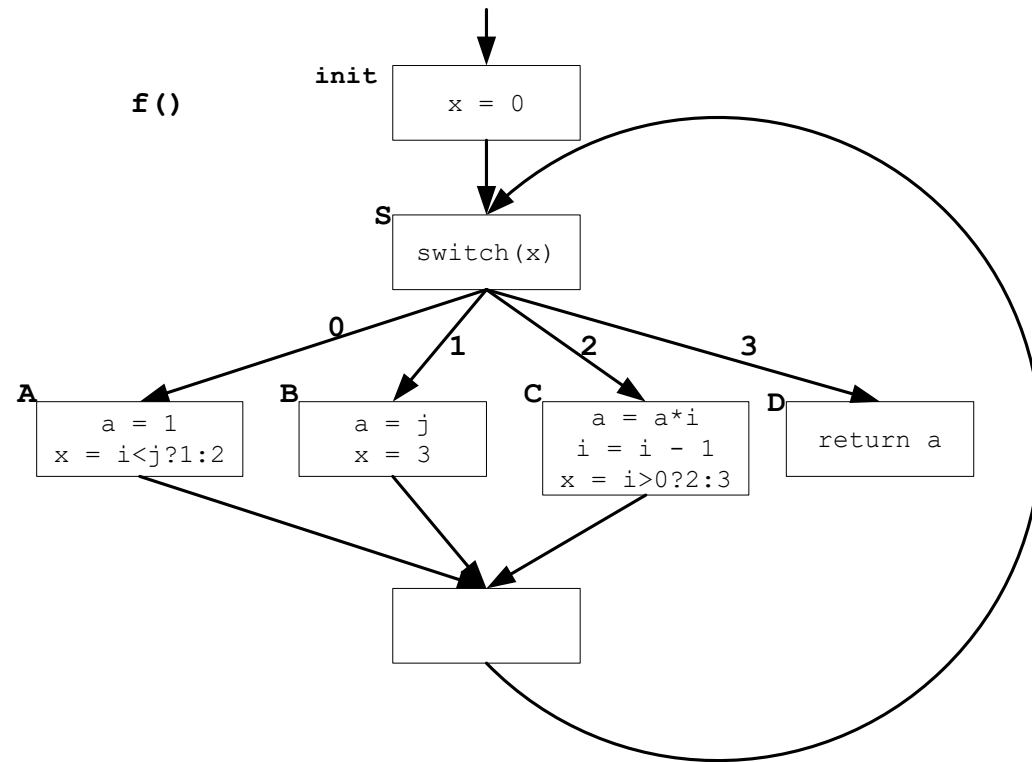 init
f()
x = 0
S
switch(x)
0
1
2
3
A
a = 1
x = i<j?1:2
B
a = j
x = 3
C
a = a*i
i = i - 1
x = i>0?2:3
D
return a